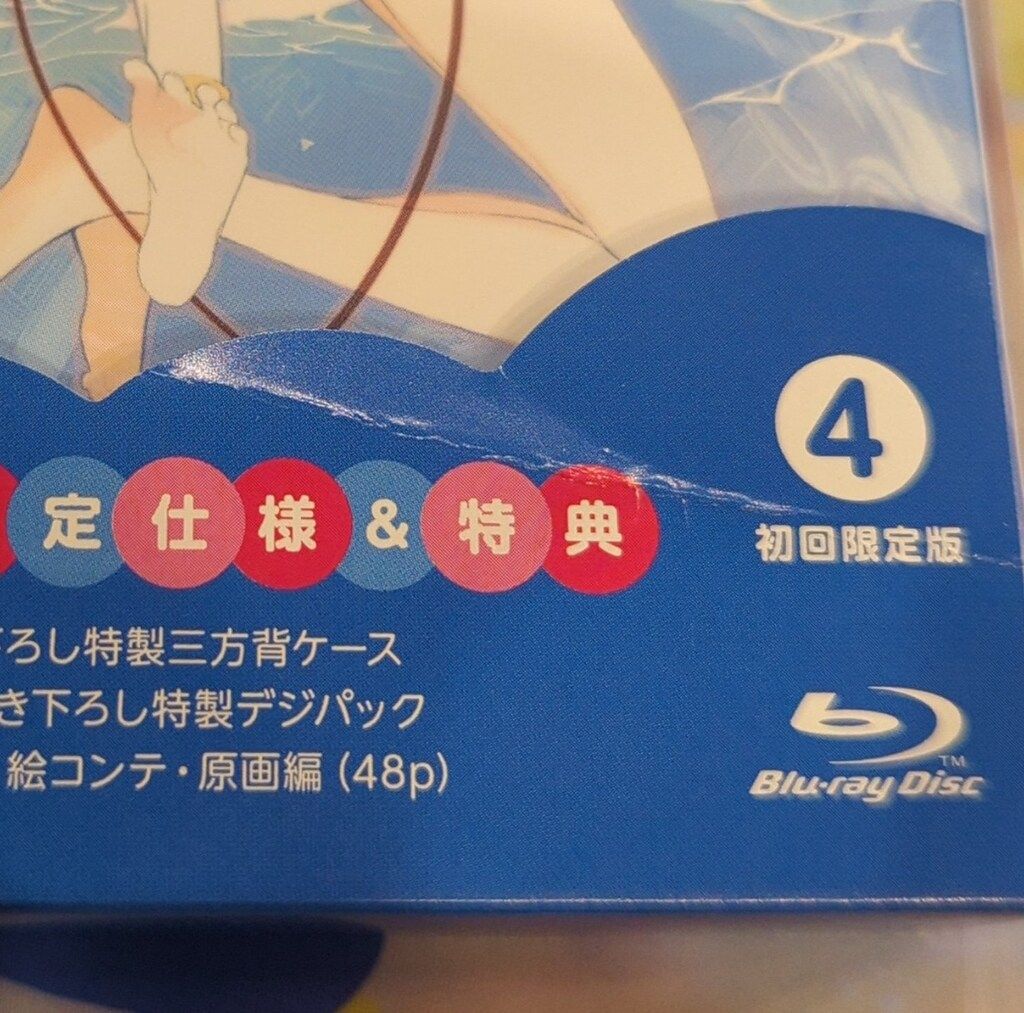 4
定仕様&特典
初回限定版
ろし特製三方背ケース
き下ろし特製デジパック
絵コンテ・原画編 (48p)
Blu-ray Disc™